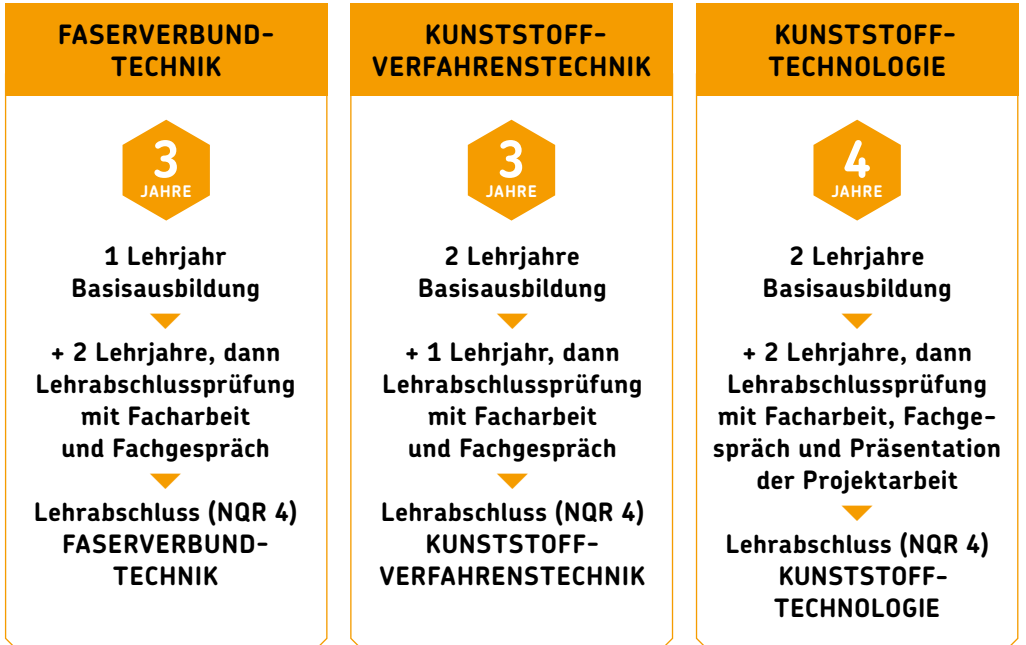 FASERVERBUND-
TECHNIK
3
JAHRE
1 Lehrjahr
Basisausbildung
+ 2 Lehrjahre, dann
Lehrabschlussprüfung
mit Facharbeit
und Fachgespräch
Lehrabschluss (NQR 4)
FASERVERBUND-
TECHNIK
KUNSTSTOFF-
VERFAHRENSTECHNIK
3
JAHRE
2 Lehrjahre
Basisausbildung
+ 1 Lehrjahr, dann
Lehrabschlussprüfung
mit Facharbeit
und Fachgespräch
Lehrabschluss (NQR 4)
KUNSTSTOFF-
VERFAHRENSTECHNIK
KUNSTSTOFF-
TECHNOLOGIE
4
JAHRE
2 Lehrjahre
Basisausbildung
+ 2 Lehrjahre, dann
Lehrabschlussprüfung
mit Facharbeit, Fachge-
spräch und Präsentation
der Projektarbeit
Lehrabschluss (NQR 4)
KUNSTSTOFF-
TECHNOLOGIE